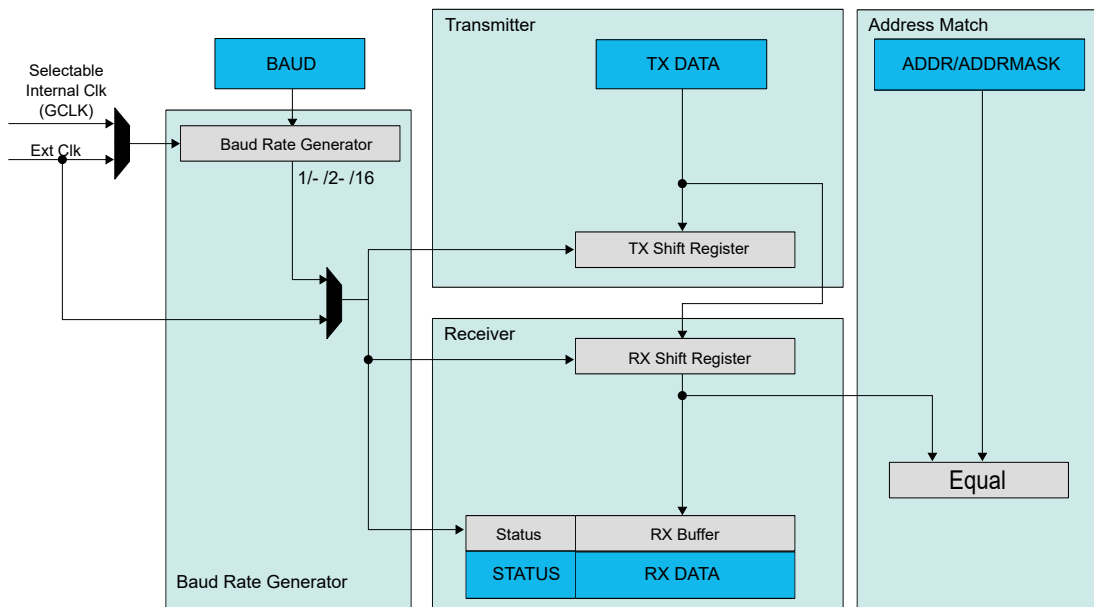 Transmitter
Address Match
BAUD
TX DATA
ADDR/ADDRMASK
Selectable
Internal Clk
(GCLK)
Ext Clk
Baud Rate Generator
1/- /2- /16
TX Shift Register
Receiver
RX Shift Register
Equal
Status
RX Buffer
STATUS
RX DATA
Baud Rate Generator